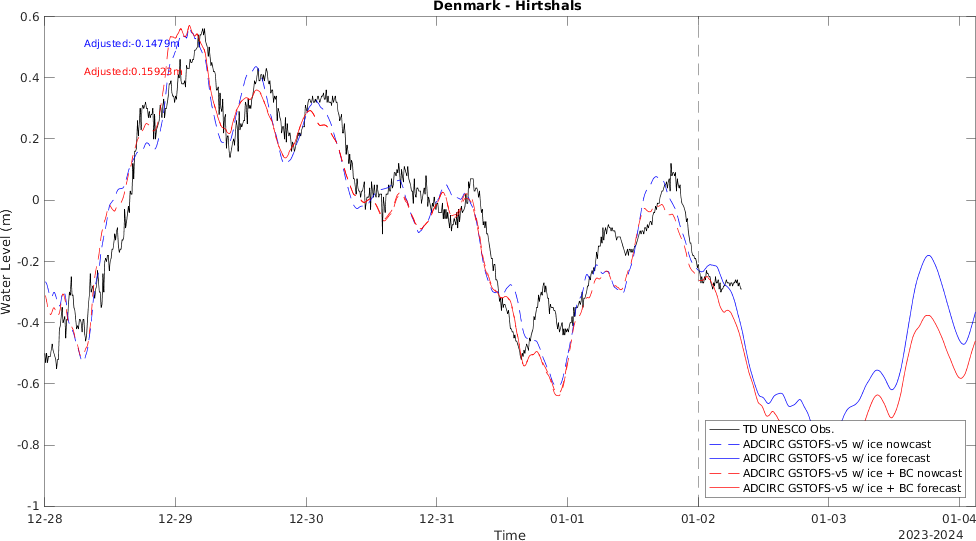 Denmark - Hirtshals
Water Level (m)
0.6
0.4
0.2
0
-0.2
-0.4
-0.6
-0.8
-1
Adjusted:-0.1479m
Adjusted:0.15923m
TD UNESCO Obs.
ADCIRC GSTOFS-v5 w/ ice nowcast
ADCIRC GSTOFS-v5 w/ ice forecast
ADCIRC GSTOFS-v5 w/ ice + BC nowcast
ADCIRC GSTOFS-v5 w/ ice + BC forecast
12-28 12-29 12-30 12-31 01-01 01-02 01-03 01-04
Time
2023-2024